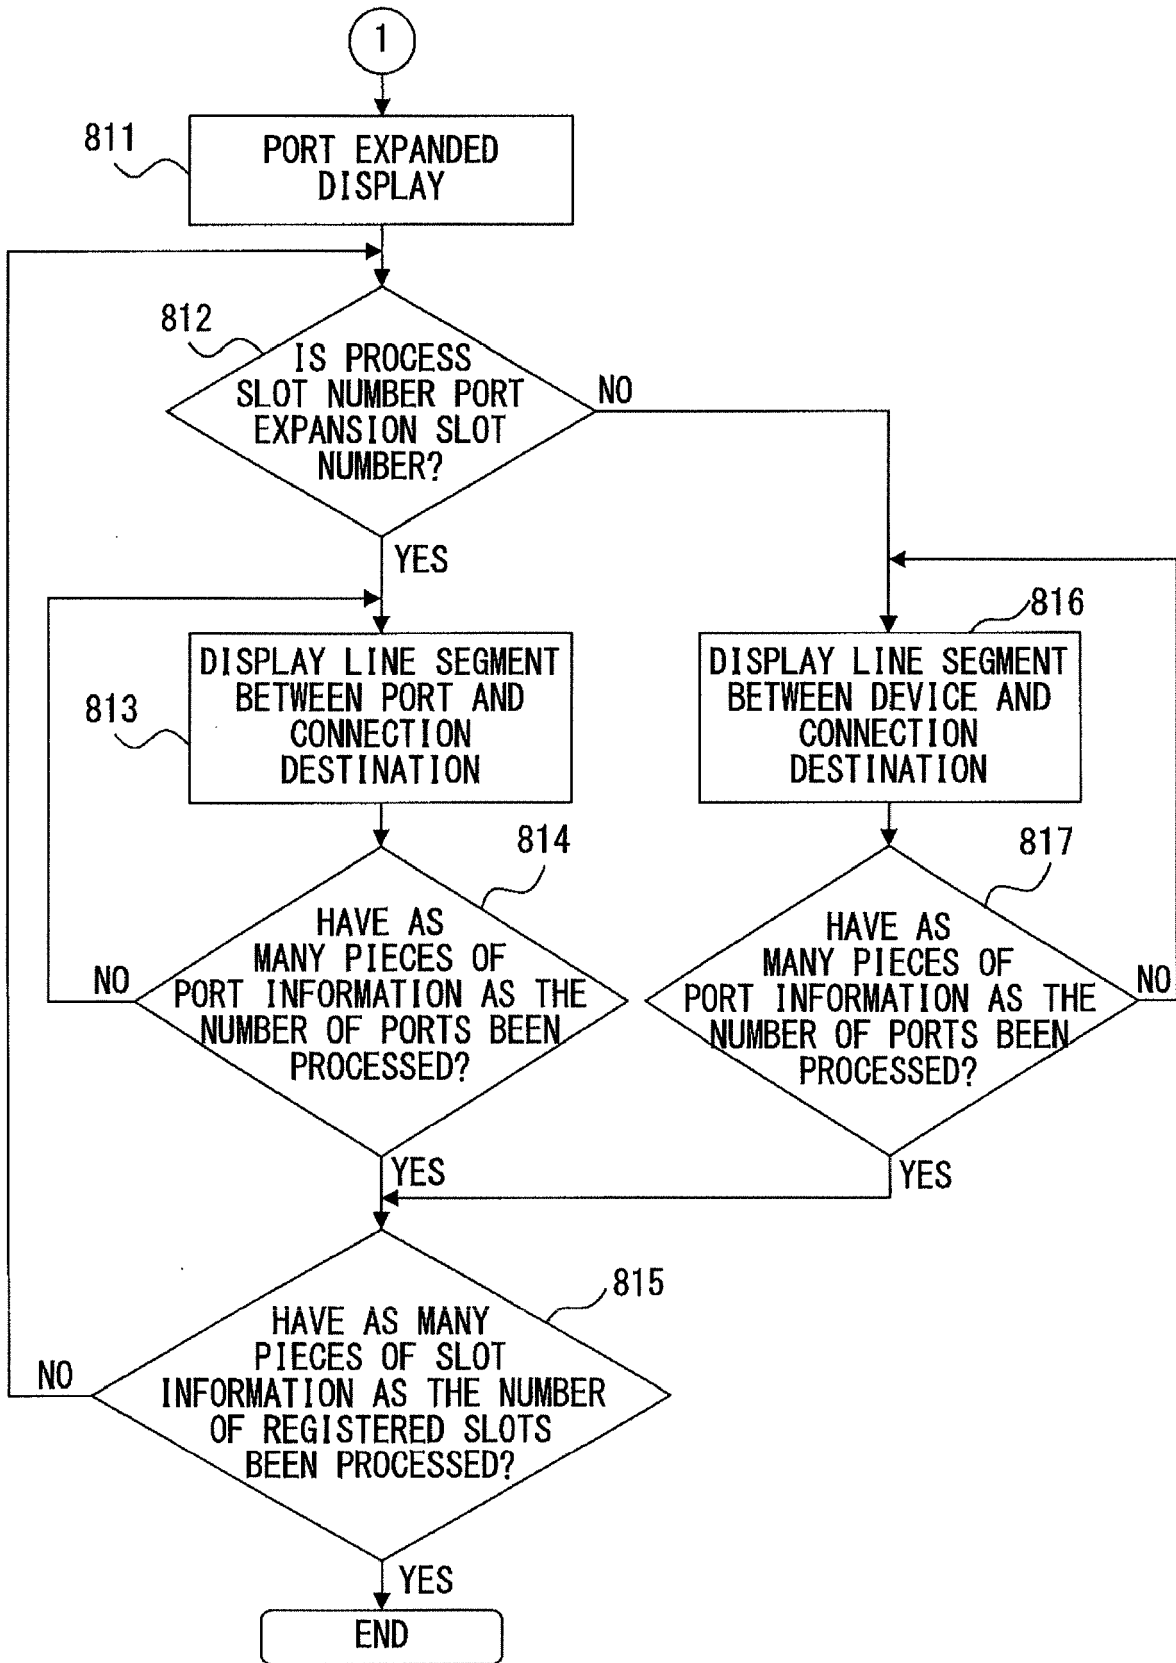 1
811
PORT EXPANDED
DISPLAY
812
IS PROCESS
SLOT NUMBER PORT
EXPANSION SLOT
NUMBER?
NO
YES
813
DISPLAY LINE SEGMENT
BETWEEN PORT AND
CONNECTION
DESTINATION
816
DISPLAY LINE SEGMENT
BETWEEN DEVICE AND
CONNECTION
DESTINATION
814
HAVE AS
MANY PIECES OF
PORT INFORMATION AS THE
NUMBER OF PORTS BEEN
PROCESSED?
NO
YES
817
HAVE AS
MANY PIECES OF
PORT INFORMATION AS THE
NUMBER OF PORTS BEEN
PROCESSED?
NO
YES
815
HAVE AS MANY
PIECES OF SLOT
INFORMATION AS THE NUMBER
OF REGISTERED SLOTS
BEEN PROCESSED?
NO
YES
END